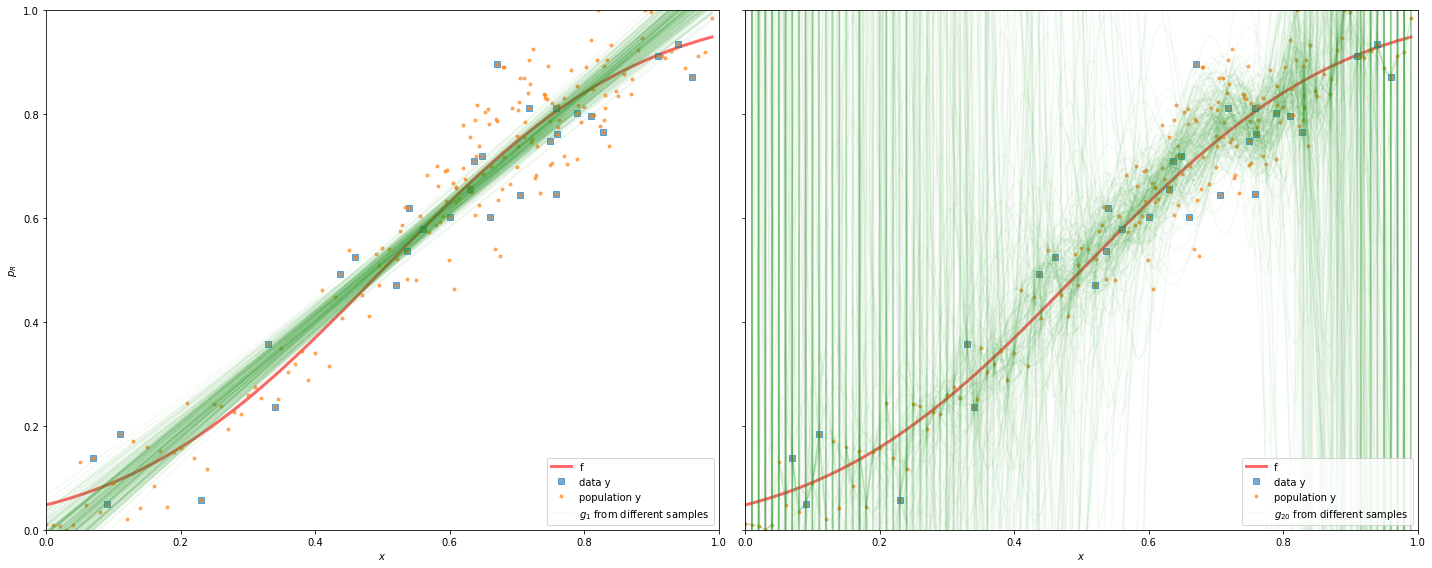 1.0
0.8
0.6
0.4
0.2
0.0
p_R
0.0 0.2 0.4 0.6 0.8 1.0
x
f
data y
population y
g_1 from different samples
0.0 0.2 0.4 0.6 0.8 1.0
x
f
data y
population y
g_20 from different samples